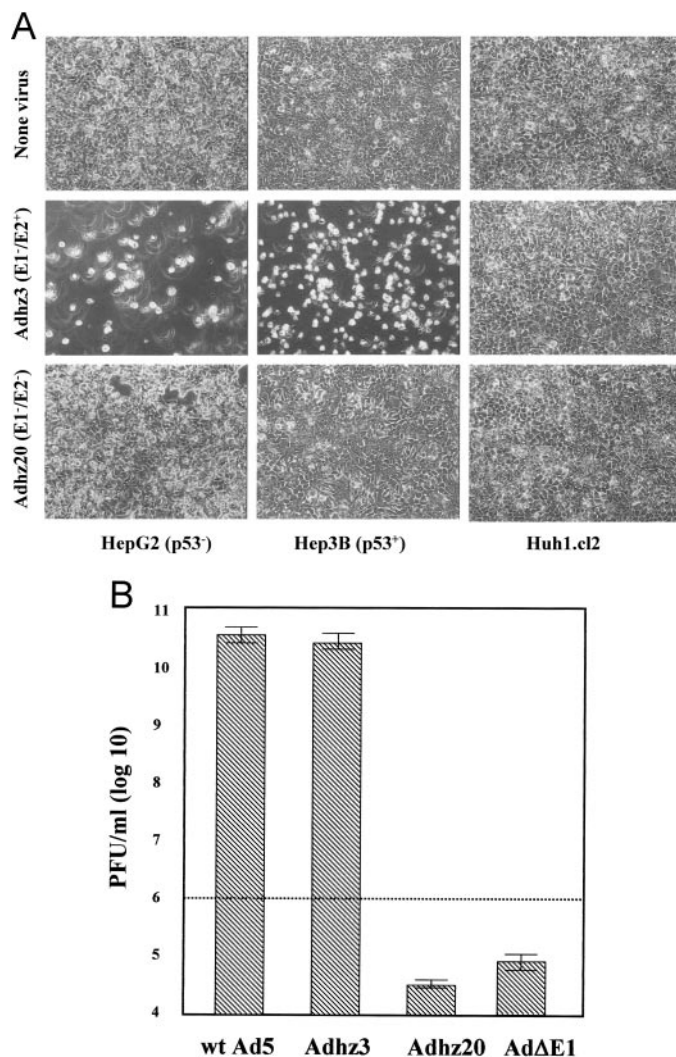 A
None virus
Adhz3 (E1-/E2+)
Adhz20 (E1-/E2-)
HepG2 (p53-)
Hep3B (p53+)
Huh1.cl2
B
PFU/ml (log 10)
11
10
9
8
7
6
5
4
wt Ad5
Adhz3
Adhz20
AdΔE1